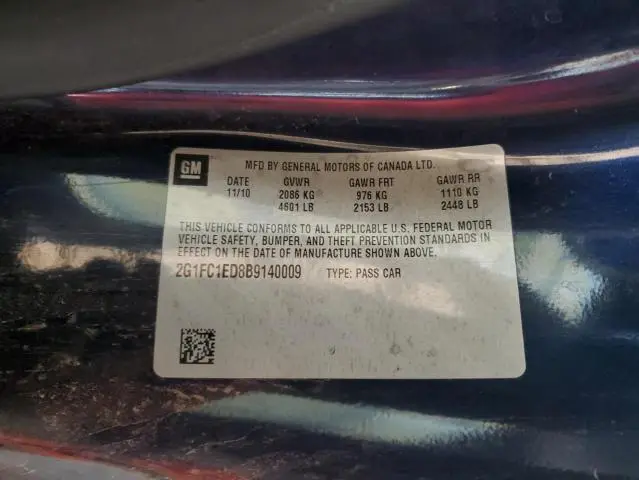 GM
MFD BY GENERAL MOTORS OF CANADA LTD.
DATE GVWR GAWR FRT GAWR RR
11/10 2086 KG 976 KG 1110 KG
4601 LB 2153 LB 2448 LB
THIS VEHICLE CONFORMS TO ALL APPLICABLE U.S. FEDERAL MOTOR
VEHICLE SAFETY, BUMPER, AND THEFT PREVENTION STANDARDS IN
EFFECT ON THE DATE OF MANUFACTURE SHOWN ABOVE.
2G1FC1ED8B9140009 TYPE: PASS CAR